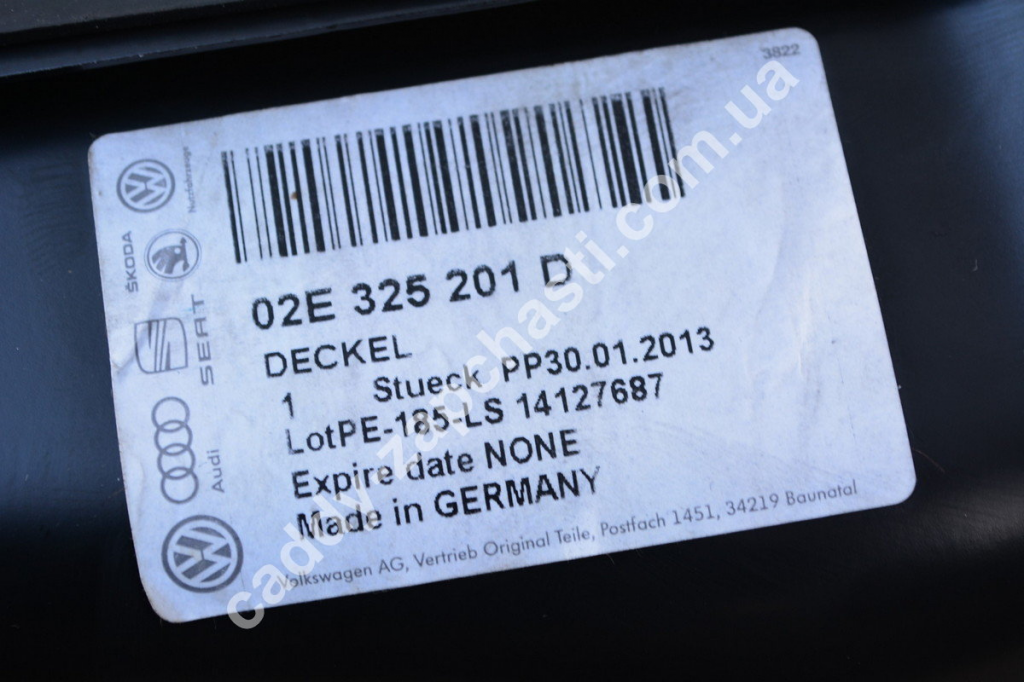 3822
Nutzfahrzeuge
ŠKODA
SEAT
Audi
02E 325 201 D
DECKEL
1 Stueck PP30.01.2013
LotPE-185-LS 14127687
Expire date NONE
Made in GERMANY
Volkswagen AG, Vertrieb Original Teile, Postfach 1451, 34219 Baunatal
caddy-zapchasti.com.ua